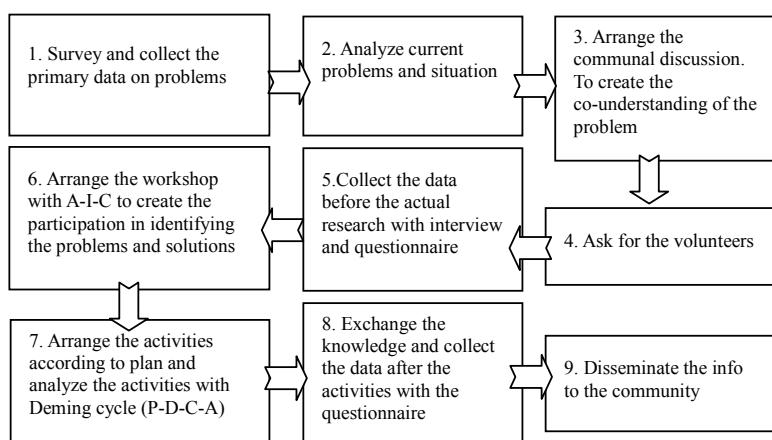 1. Survey and collect the
primary data on problems
2. Analyze current
problems and situation
3. Arrange the
communal discussion.
To create the
co-understanding of the
problem
4. Ask for the volunteers
5.Collect the data
before the actual
research with interview
and questionnaire
6. Arrange the workshop
with A-I-C to create the
participation in identifying
the problems and solutions
7. Arrange the activities
according to plan and
analyze the activities with
Deming cycle (P-D-C-A)
8. Exchange the
knowledge and collect
the data after the
activities with the
questionnaire
9. Disseminate the info
to the community